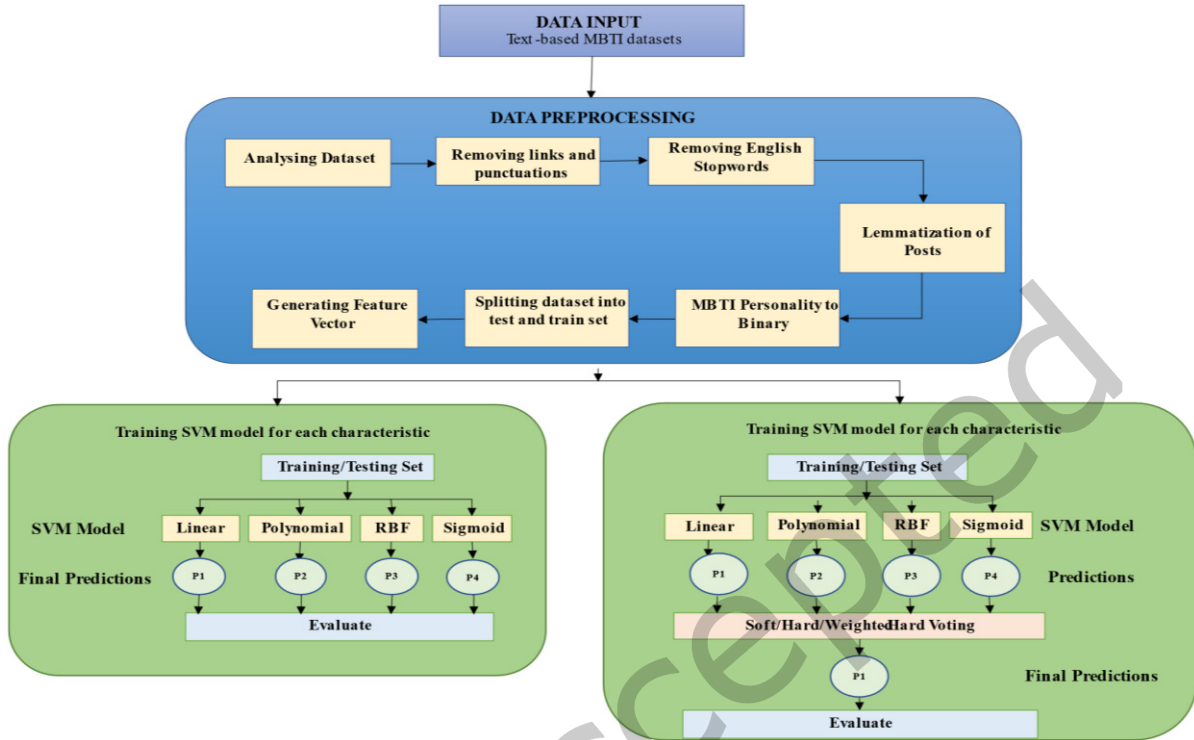 DATA INPUT
Text-based MBTI datasets
DATA PREPROCESSING
Analysing Dataset
Removing links and
punctuations
Removing English
Stopwords
Lemmatization of
Posts
MBTI Personality to
Binary
Splitting dataset into
test and train set
Generating Feature
Vector
Training SVM model for each characteristic
Training/Testing Set
SVM Model
Linear
Polynomial
RBF
Sigmoid
Final Predictions
P1
P2
P3
P4
Evaluate
Training SVM model for each characteristic
Training/Testing Set
Linear
Polynomial
RBF
Sigmoid
SVM Model
P1
P2
P3
P4
Predictions
Soft/Hard/WeightedHard Voting
P1
Final Predictions
Evaluate
cepted